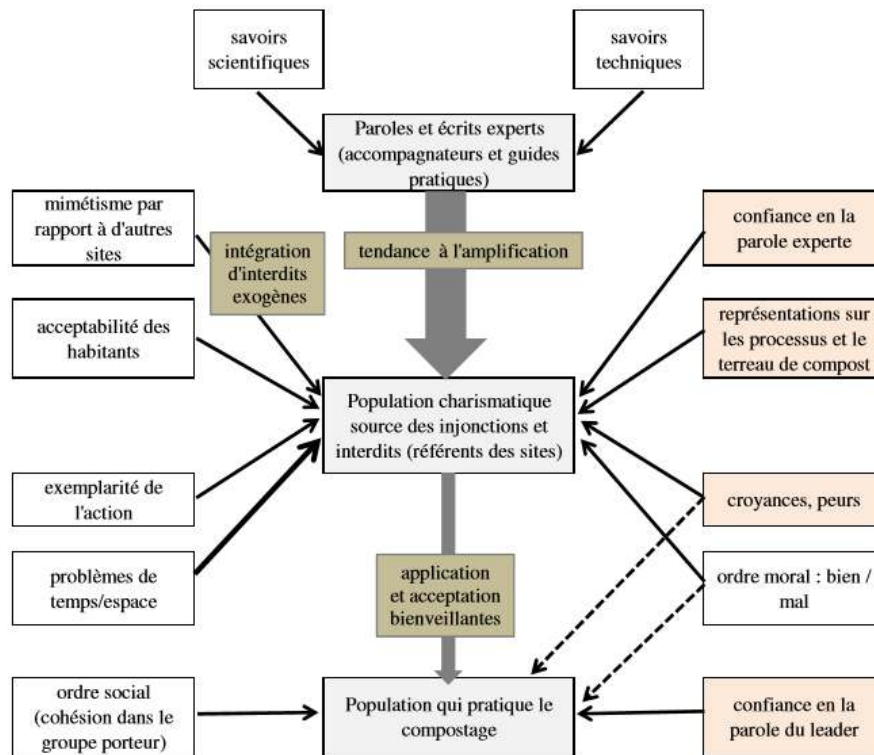 savoirs
scientifiques
savoirs
techniques
Paroles et écrits experts
(accompagnateurs et guides
pratiques)
mimétisme par
rapport à d'autres
sites
intégration
d'interdits
exogènes
tendance à l'amplification
confiance en la
parole experte
acceptabilité des
habitants
représentations sur
les processus et le
terreau de compost
Population charismatique
source des injonctions et
interdits (référents des sites)
exemplarité de
l'action
croyances, peurs
problèmes de
temps/espace
application
et acceptation
bienveillantes
ordre moral : bien /
mal
ordre social
(cohésion dans le
groupe porteur)
Population qui pratique le
compostage
confiance en la
parole du leader